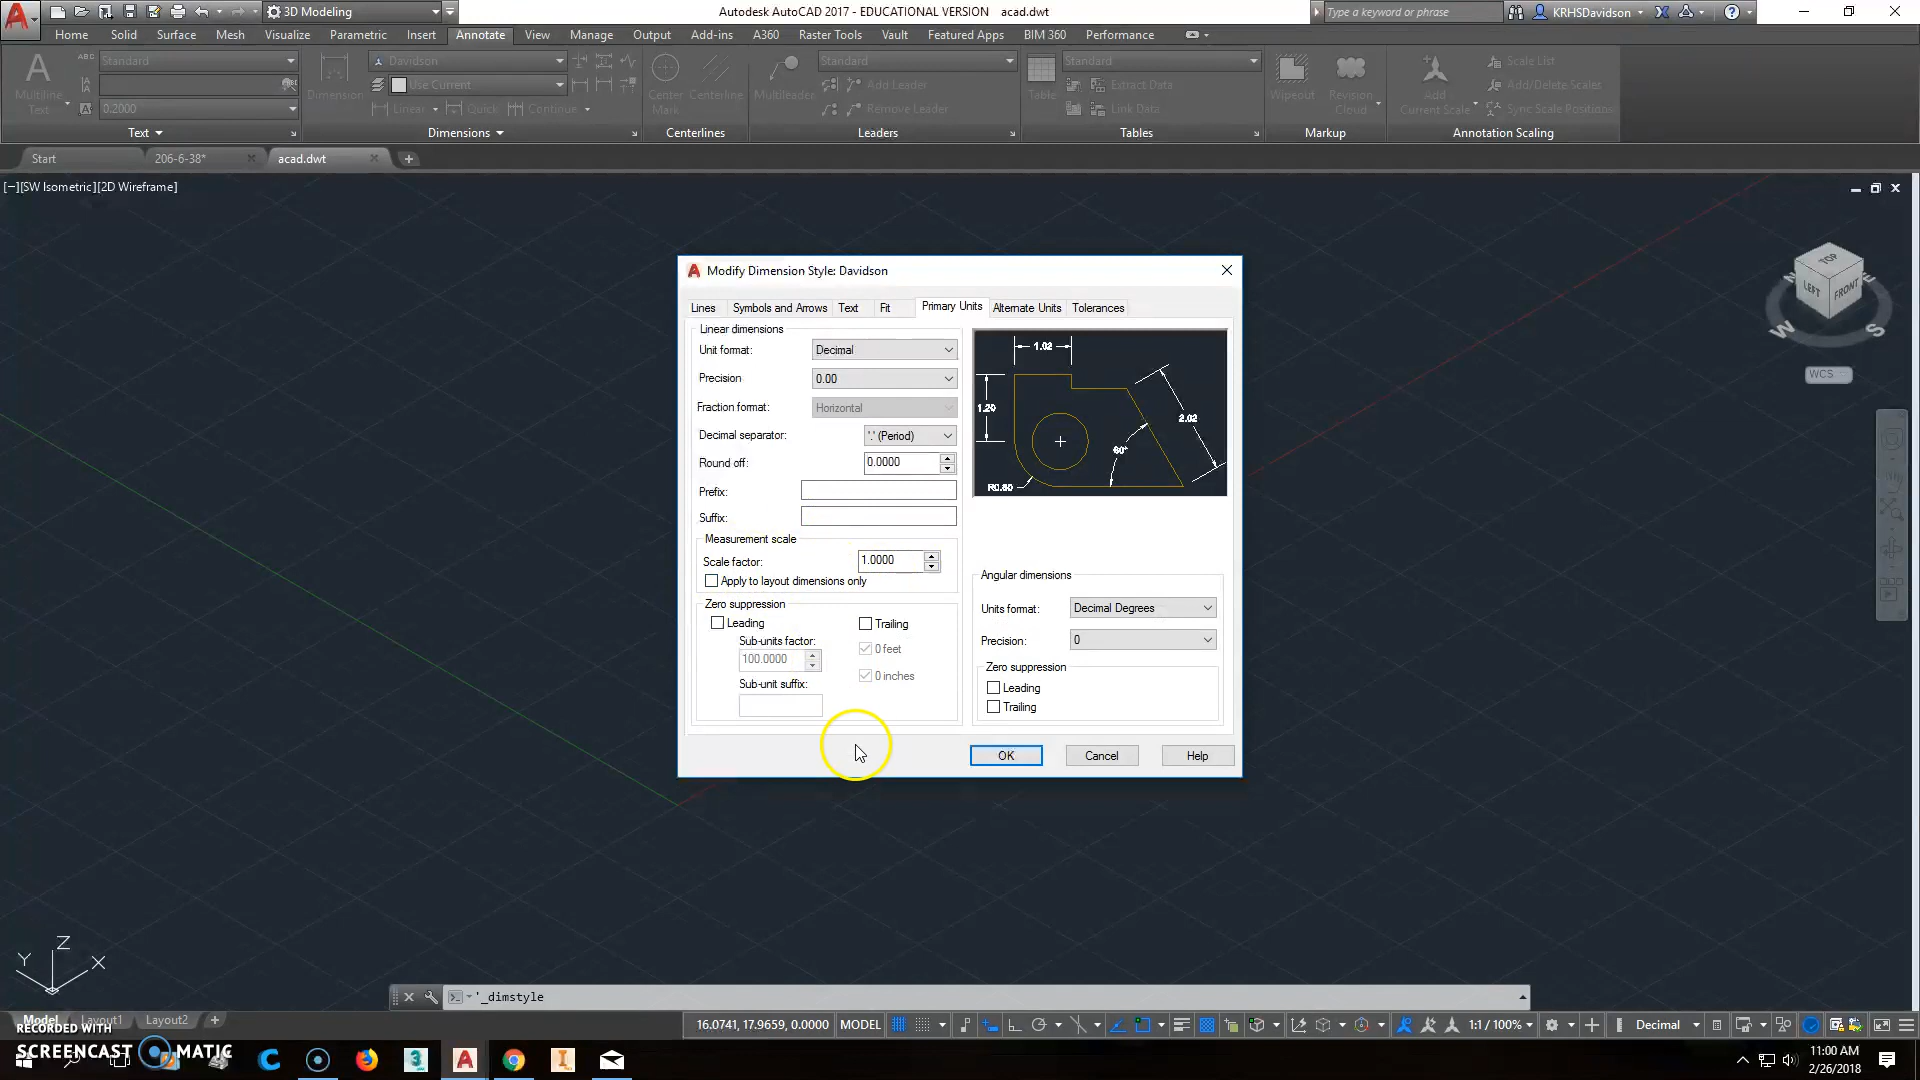 3D Modeling
Autodesk AutoCAD 2017 - EDUCATIONAL VERSION acad.dwt
Type a keyword or phrase
KRHSDavidson
Home Solid Surface Mesh Visualize Parametric Insert Annotate View Manage Output Add-ins A360 Raster Tools Vault Featured Apps BIM 360 Performance
Multiline
Text
ABC
Standard
0.2000
Text
Dimension
Davidson
Use Current
Linear Quick Continue
Dimensions
Center
Mark
Centerline
Centerlines
Multileader
Standard
Add Leader
Remove Leader
Leaders
Table
Standard
Extract Data
Link Data
Tables
Wipeout
Revision
Cloud
Markup
Add
Current Scale
Scale List
Add/Delete Scales
Sync Scale Positions
Annotation Scaling
Start 206-6-38* acad.dwt
[−][SW Isometric][2D Wireframe]
Modify Dimension Style: Davidson
Lines Symbols and Arrows Text Fit Primary Units Alternate Units Tolerances
Linear dimensions
Unit format: Decimal
Precision 0.00
Fraction format: Horizontal
Decimal separator: '.' (Period)
Round off: 0.0000
Prefix:
Suffix:
Measurement scale
Scale factor: 1.0000
Apply to layout dimensions only
Zero suppression
Leading
Trailing
Sub-units factor:
100.0000
0 feet
Sub-unit suffix:
0 inches
1.02
1.20
2.02
60°
R0.80
Angular dimensions
Units format: Decimal Degrees
Precision: 0
Zero suppression
Leading
Trailing
OK Cancel Help
TOP
LEFT FRONT
N E
W S
WCS
Z
Y X
'_dimstyle
Model Layout1 Layout2
16.0741, 17.9659, 0.0000 MODEL
1:1 / 100%
Decimal
RECORDED WITH
SCREENCAST MATIC
11:00 AM
2/26/2018